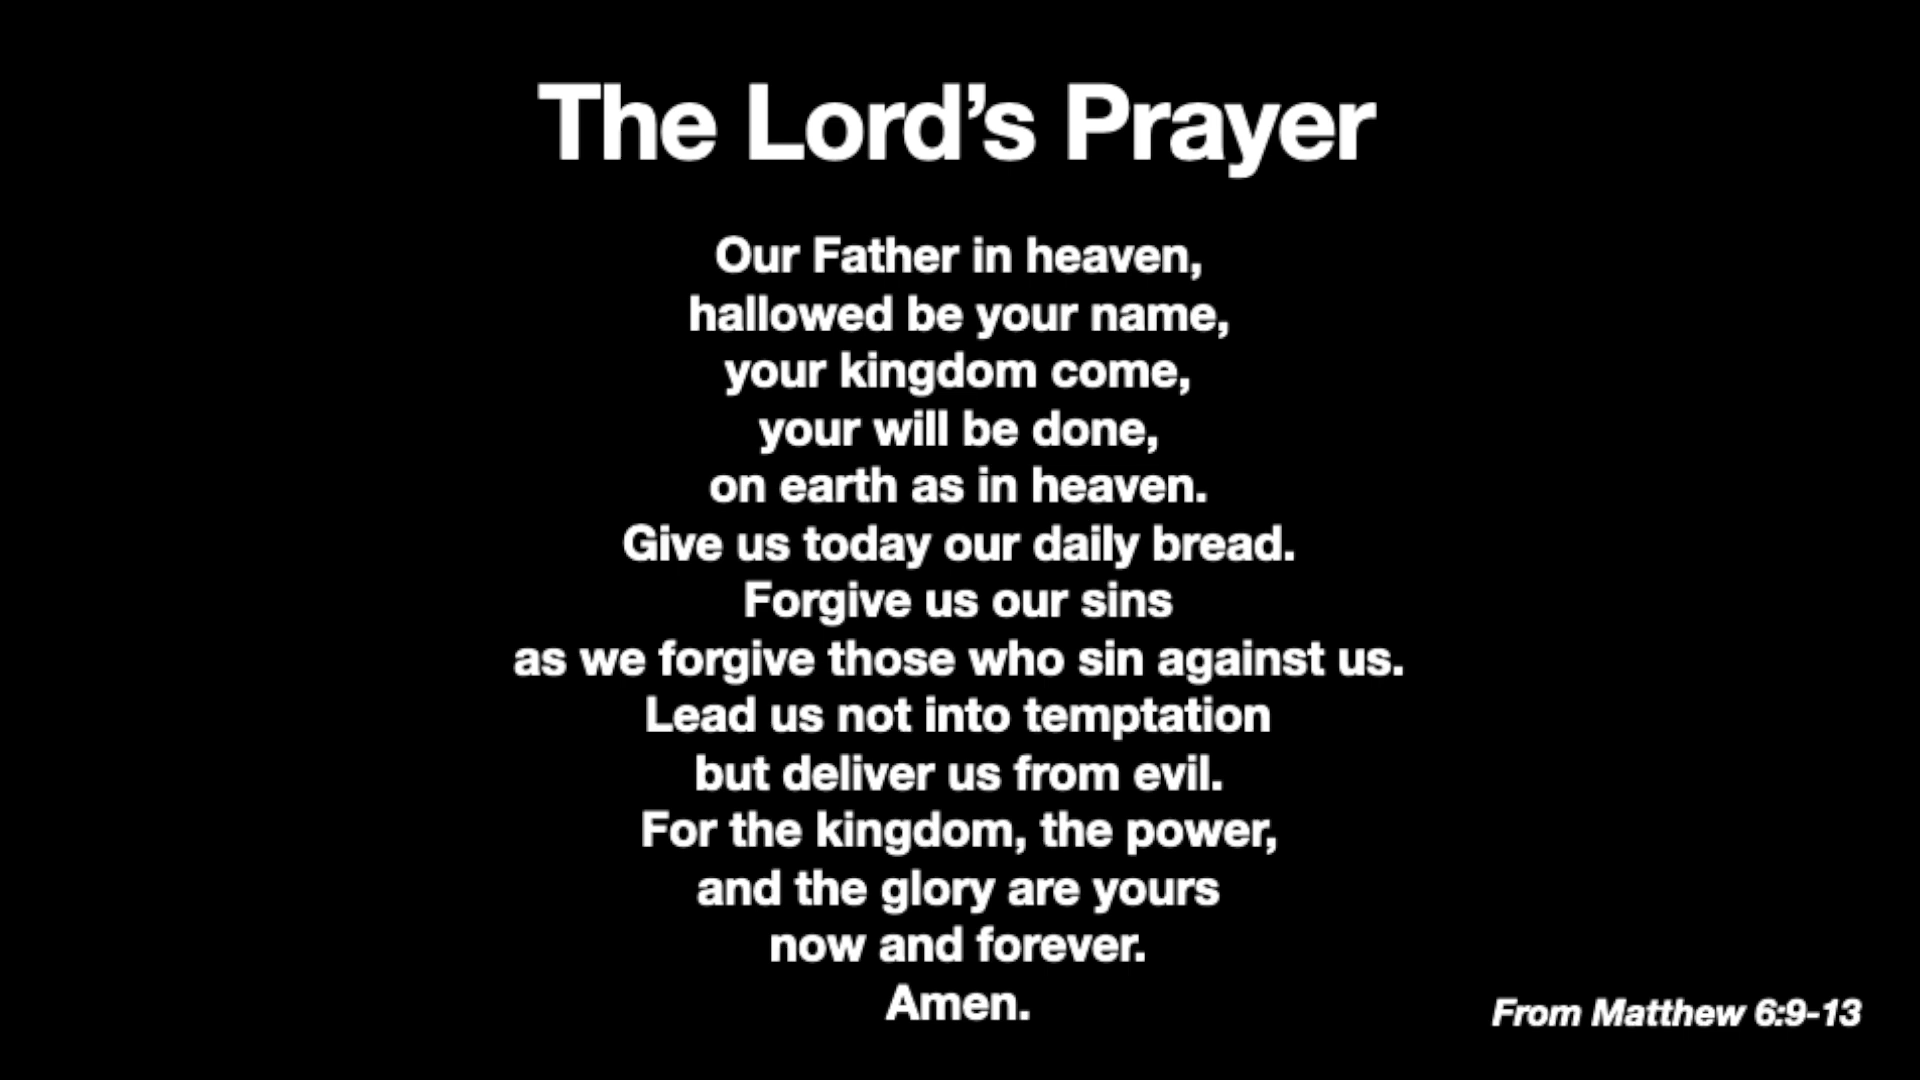 The Lord’s Prayer
Our Father in heaven,
hallowed be your name,
your kingdom come,
your will be done,
on earth as in heaven.
Give us today our daily bread.
Forgive us our sins
as we forgive those who sin against us.
Lead us not into temptation
but deliver us from evil.
For the kingdom, the power,
and the glory are yours
now and forever.
Amen.
From Matthew 6:9-13